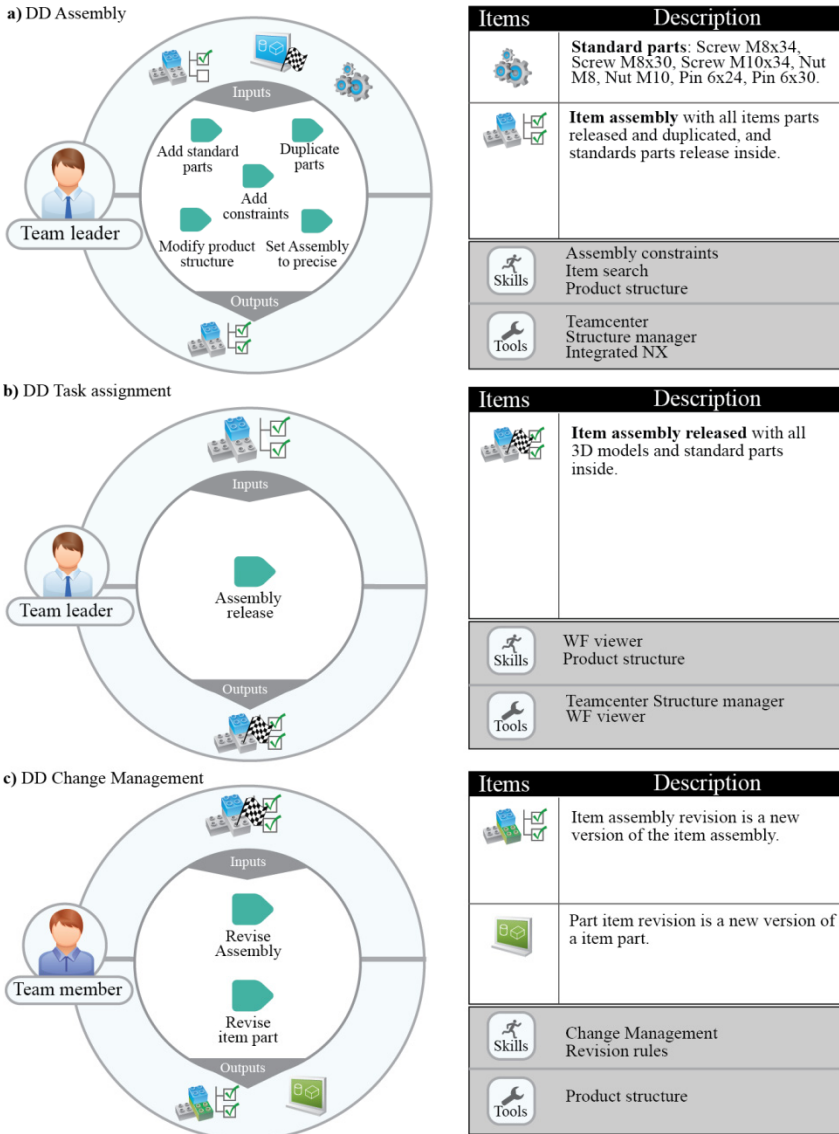 a) DD Assembly
Inputs
Add standard
parts
Duplicate
parts
Add
constraints
Modify product
structure
Set Assembly
to precise
Team leader
Outputs
Items Description
Standard parts: Screw M8x34,
Screw M8x30, Screw M10x34, Nut
M8, Nut M10, Pin 6x24, Pin 6x30.
Item assembly with all items parts
released and duplicated, and
standards parts release inside.
Skills
Assembly constraints
Item search
Product structure
Tools
Teamcenter
Structure manager
Integrated NX
b) DD Task assignment
Inputs
Team leader
Assembly
release
Outputs
Items Description
Item assembly released with all
3D models and standard parts
inside.
Skills
WF viewer
Product structure
Tools
Teamcenter Structure manager
WF viewer
c) DD Change Management
Inputs
Revise
Assembly
Team member
Revise
item part
Outputs
Items Description
Item assembly revision is a new
version of the item assembly.
Part item revision is a new version of
a item part.
Skills
Change Management
Revision rules
Tools
Product structure